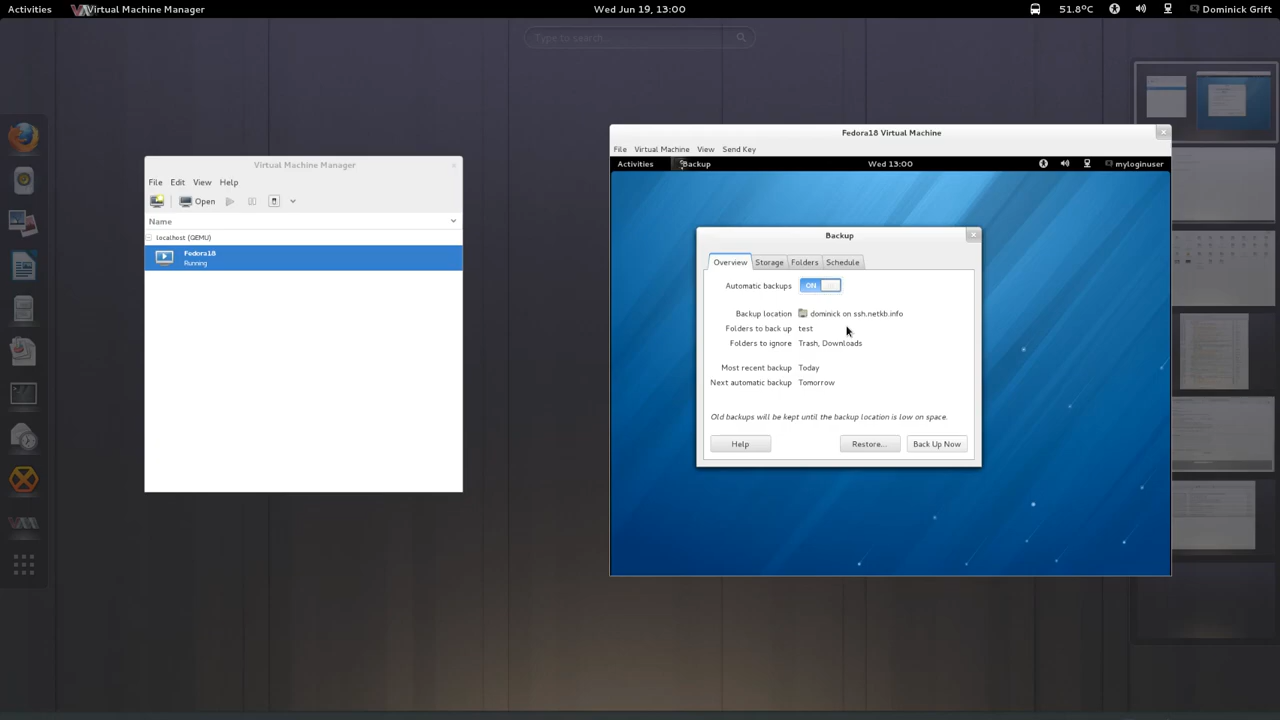 Activities Virtual Machine Manager Wed Jun 19, 13:00 51.8°C Dominick Grift
Type to search...
Virtual Machine Manager
File Edit View Help
Open
Name
localhost (QEMU)
Fedora18
Running
Fedora18 Virtual Machine
File Virtual Machine View Send Key
Activities Backup Wed 13:00 myloginuser
Backup
Overview Storage Folders Schedule
Automatic backups ON
Backup location dominick on ssh.netkb.info
Folders to back up test
Folders to ignore Trash, Downloads
Most recent backup Today
Next automatic backup Tomorrow
Old backups will be kept until the backup location is low on space.
Help Restore... Back Up Now